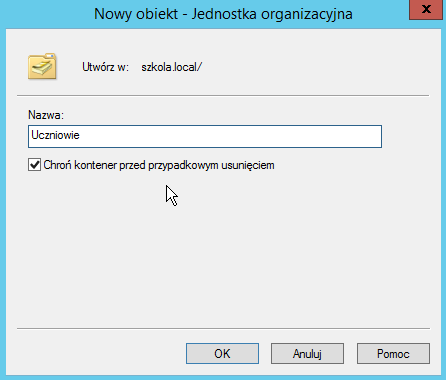 Nowy obiekt - Jednostka organizacyjna
x
Utwórz w: szkola.local/
Nazwa:
Uczniowie
Chroń kontener przed przypadkowym usunięciem
OK Anuluj Pomoc